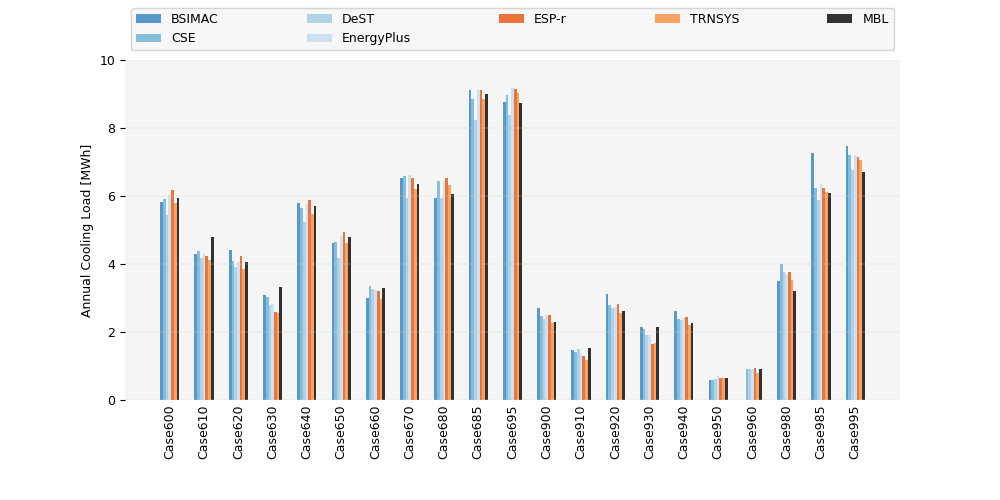 BSIMAC DeST ESP-r TRNSYS MBL
CSE EnergyPlus
Annual Cooling Load [MWh]
10
8
6
4
2
0
Case600
Case610
Case620
Case630
Case640
Case650
Case660
Case670
Case680
Case685
Case695
Case900
Case910
Case920
Case930
Case940
Case950
Case960
Case980
Case985
Case995